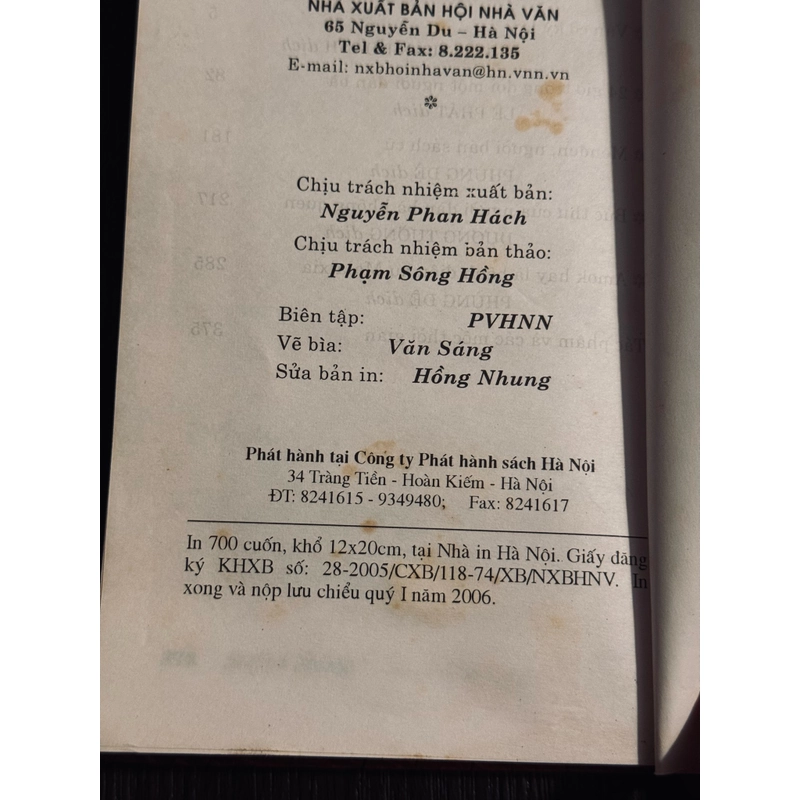 NHÀ XUẤT BẢN HỘI NHÀ VĂN
65 Nguyễn Du – Hà Nội
Tel & Fax: 8.222.135
E-mail: nxbhoinhavan@hn.vnn.vn
Chịu trách nhiệm xuất bản:
Nguyễn Phan Hách
Chịu trách nhiệm bản thảo:
Phạm Sông Hồng
Biên tập: PVHNN
Vẽ bìa: Văn Sáng
Sửa bản in: Hồng Nhung
Phát hành tại Công ty Phát hành sách Hà Nội
34 Tràng Tiền - Hoàn Kiếm - Hà Nội
ĐT: 8241615 - 9349480; Fax: 8241617
In 700 cuốn, khổ 12x20cm, tại Nhà in Hà Nội. Giấy đăng
ký KHXB số: 28-2005/CXB/118-74/XB/NXBHNV. In
xong và nộp lưu chiểu quý I năm 2006.